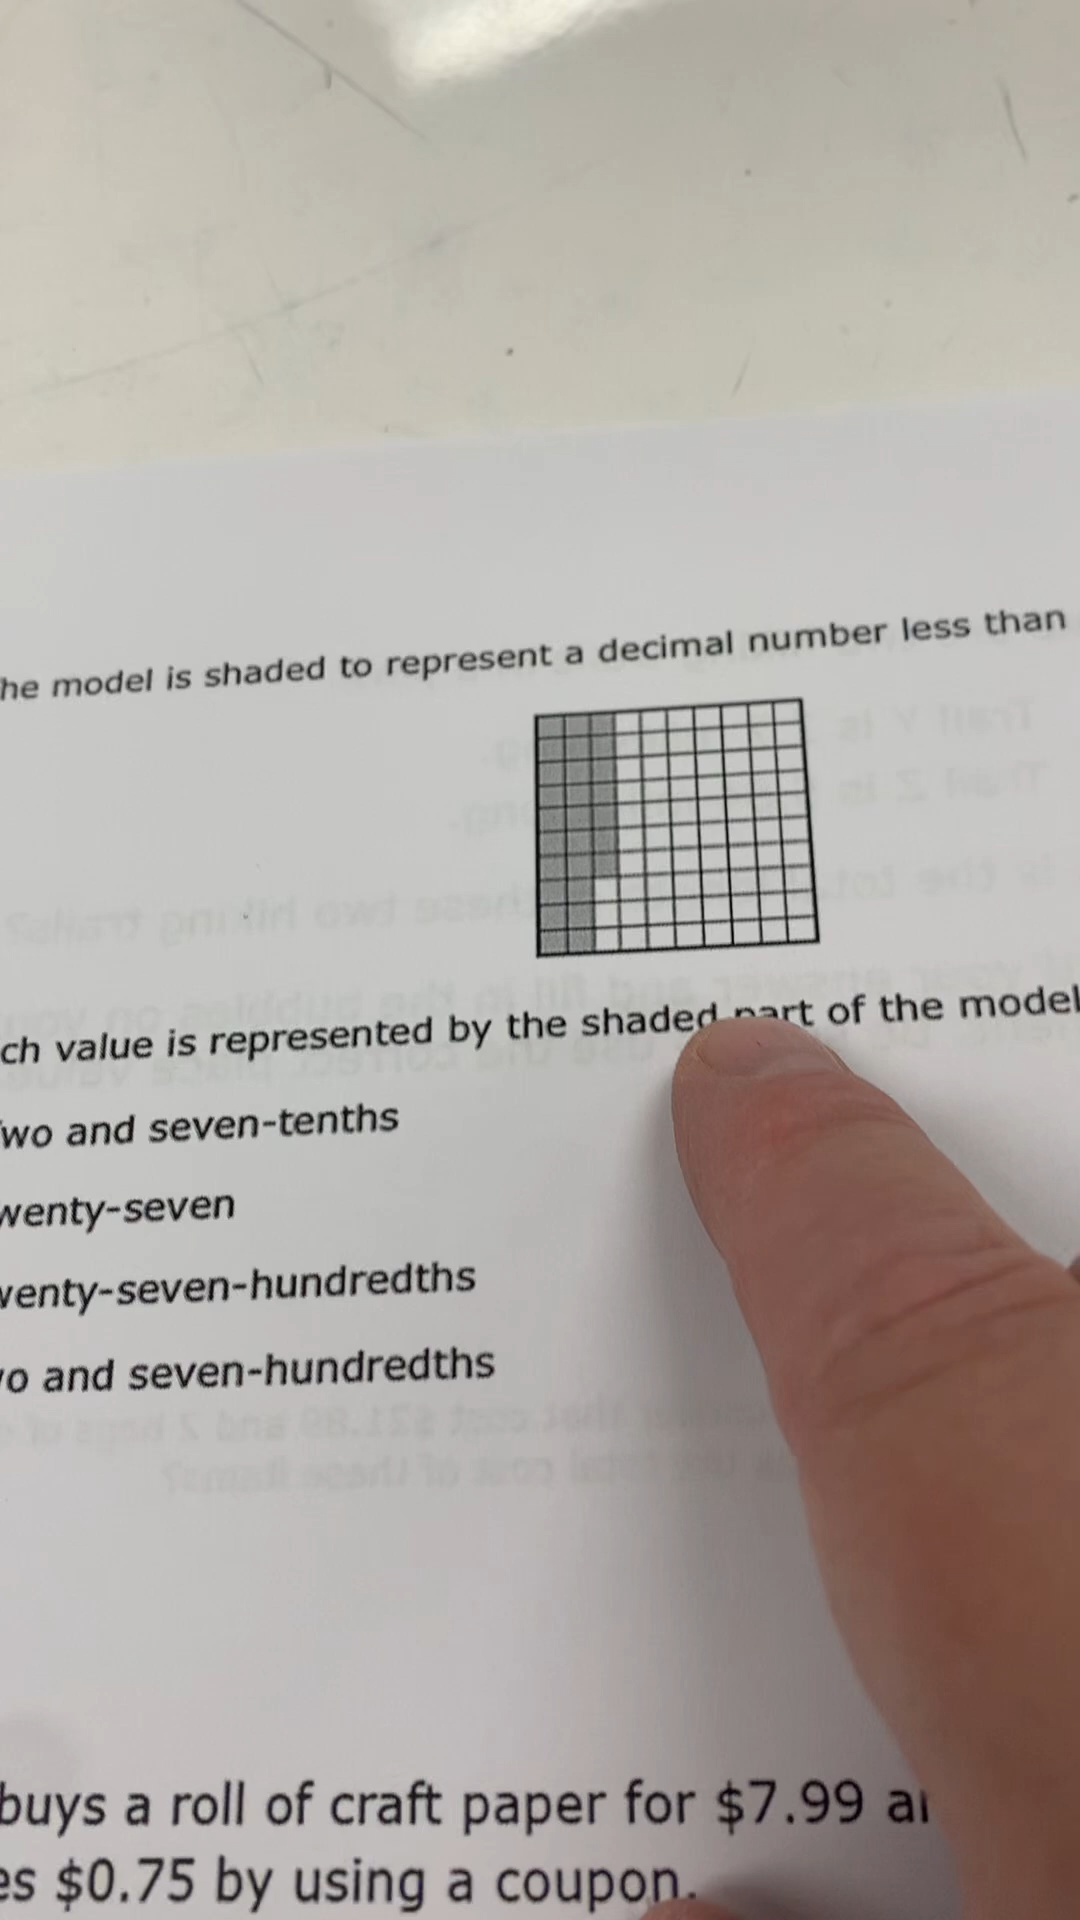 he model is shaded to represent a decimal number less than
ch value is represented by the shaded part of the model
wo and seven-tenths
wenty-seven
wenty-seven-hundredths
o and seven-hundredths
buys a roll of craft paper for $7.99 a
es $0.75 by using a coupon.